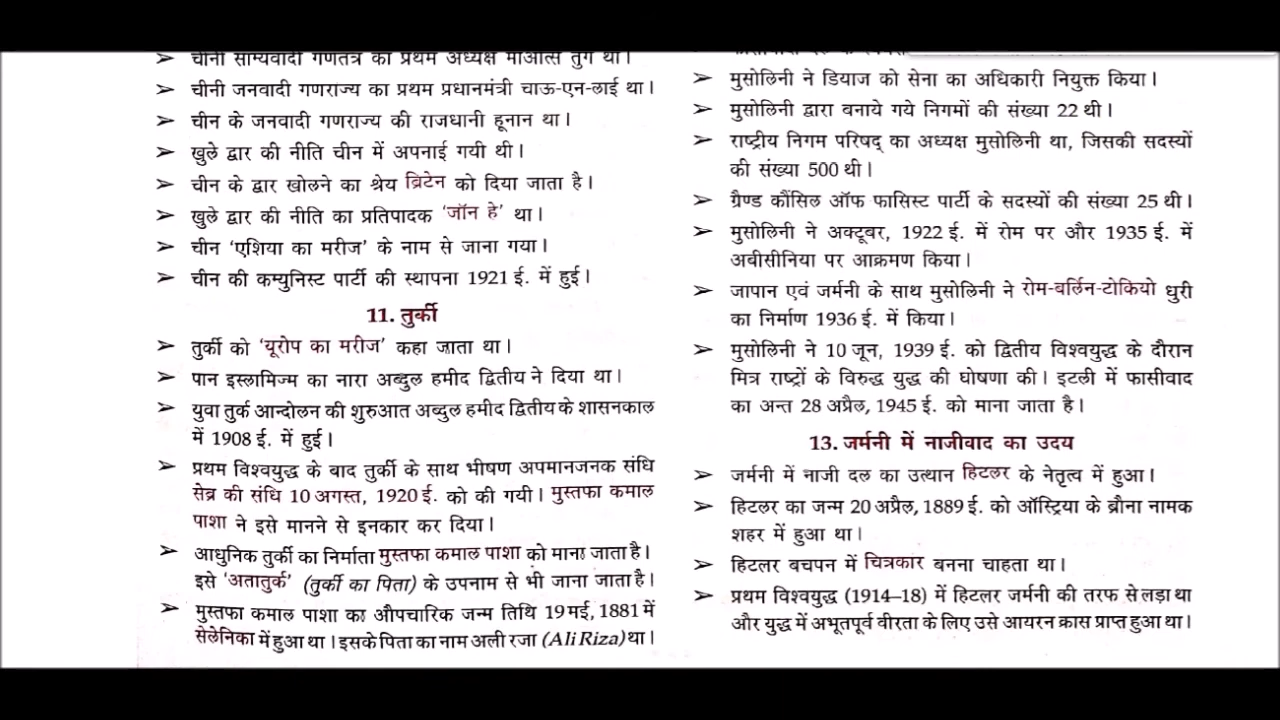 चीनी साम्यवादी गणतंत्र का प्रथम अध्यक्ष माओत्से तुंग था।
➢ चीनी जनवादी गणराज्य का प्रथम प्रधानमंत्री चाऊ-एन-लाई था।
➢ चीन के जनवादी गणराज्य की राजधानी हूनान था।
➢ खुले द्वार की नीति चीन में अपनाई गयी थी।
➢ चीन के द्वार खोलने का श्रेय ब्रिटेन को दिया जाता है।
➢ खुले द्वार की नीति का प्रतिपादक ‘जॉन हे’ था।
➢ चीन ‘एशिया का मरीज’ के नाम से जाना गया।
➢ चीन की कम्युनिस्ट पार्टी की स्थापना 1921 ई. में हुई।
11. तुर्की
➢ तुर्की को ‘यूरोप का मरीज’ कहा जाता था।
➢ पान इस्लामिज्म का नारा अब्दुल हमीद द्वितीय ने दिया था।
➢ युवा तुर्क आन्दोलन की शुरुआत अब्दुल हमीद द्वितीय के शासनकाल
में 1908 ई. में हुई।
➢ प्रथम विश्वयुद्ध के बाद तुर्की के साथ भीषण अपमानजनक संधि
सेब्र की संधि 10 अगस्त, 1920 ई. को की गयी। मुस्तफा कमाल
पाशा ने इसे मानने से इनकार कर दिया।
➢ आधुनिक तुर्की का निर्माता मुस्तफा कमाल पाशा को माना जाता है।
इसे ‘अतातुर्क’ (तुर्की का पिता) के उपनाम से भी जाना जाता है।
➢ मुस्तफा कमाल पाशा का औपचारिक जन्म तिथि 19 मई, 1881 में
सेलेनिका में हुआ था। इसके पिता का नाम अली रजा (Ali Riza) था।
➢ मुसोलिनी ने डियाज को सेना का अधिकारी नियुक्त किया।
➢ मुसोलिनी द्वारा बनाये गये निगमों की संख्या 22 थी।
➢ राष्ट्रीय निगम परिषद् का अध्यक्ष मुसोलिनी था, जिसकी सदस्यों
की संख्या 500 थी।
➢ ग्रैण्ड कौंसिल ऑफ फासिस्ट पार्टी के सदस्यों की संख्या 25 थी।
➢ मुसोलिनी ने अक्टूबर, 1922 ई. में रोम पर और 1935 ई. में
अबीसीनिया पर आक्रमण किया।
➢ जापान एवं जर्मनी के साथ मुसोलिनी ने रोम-बर्लिन-टोकियो धुरी
का निर्माण 1936 ई. में किया।
➢ मुसोलिनी ने 10 जून, 1939 ई. को द्वितीय विश्वयुद्ध के दौरान
मित्र राष्ट्रों के विरुद्ध युद्ध की घोषणा की। इटली में फासीवाद
का अन्त 28 अप्रैल, 1945 ई. को माना जाता है।
13. जर्मनी में नाजीवाद का उदय
➢ जर्मनी में नाजी दल का उत्थान हिटलर के नेतृत्व में हुआ।
➢ हिटलर का जन्म 20 अप्रैल, 1889 ई. को ऑस्ट्रिया के ब्रौना नामक
शहर में हुआ था।
➢ हिटलर बचपन में चित्रकार बनना चाहता था।
➢ प्रथम विश्वयुद्ध (1914–18) में हिटलर जर्मनी की तरफ से लड़ा था
और युद्ध में अभूतपूर्व वीरता के लिए उसे आयरन क्रास प्राप्त हुआ था।